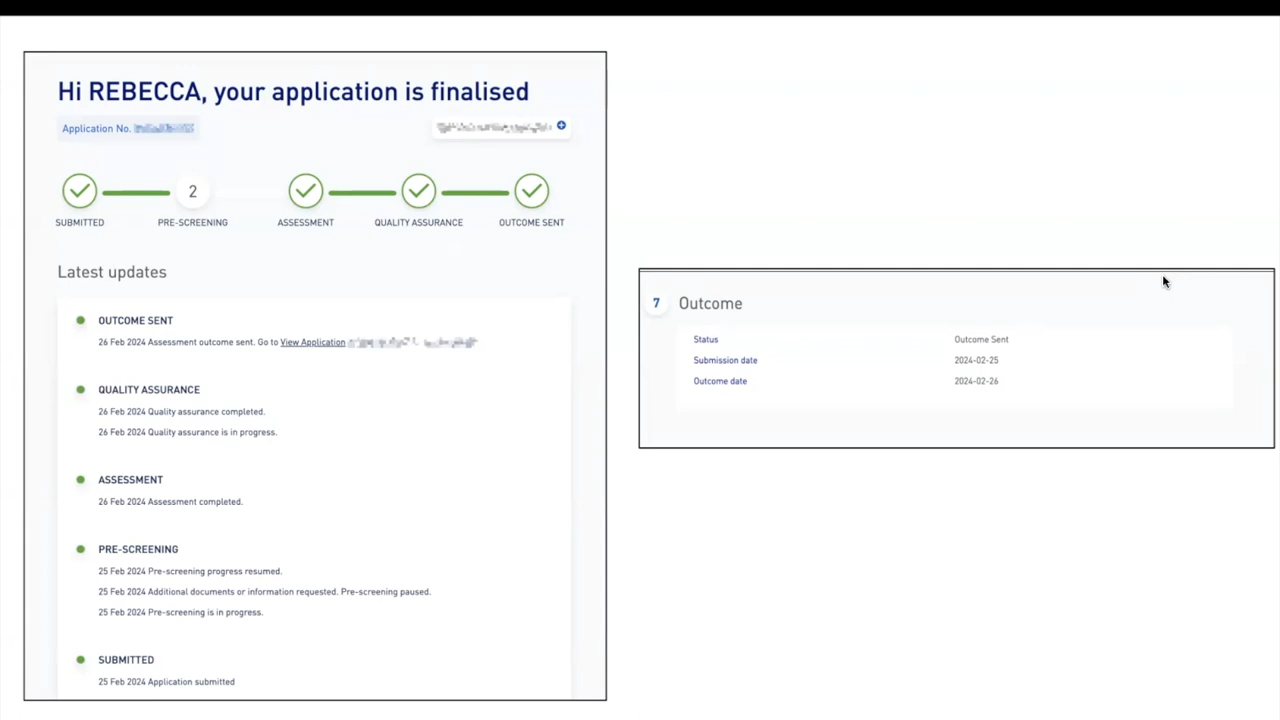 Hi REBECCA, your application is finalised
Application No.
2
SUBMITTED
PRE-SCREENING
ASSESSMENT
QUALITY ASSURANCE
OUTCOME SENT
Latest updates
OUTCOME SENT
26 Feb 2024 Assessment outcome sent. Go to View Application
QUALITY ASSURANCE
26 Feb 2024 Quality assurance completed.
26 Feb 2024 Quality assurance is in progress.
ASSESSMENT
26 Feb 2024 Assessment completed.
PRE-SCREENING
25 Feb 2024 Pre-screening progress resumed.
25 Feb 2024 Additional documents or information requested. Pre-screening paused.
25 Feb 2024 Pre-screening is in progress.
SUBMITTED
25 Feb 2024 Application submitted
7 Outcome
Status Outcome Sent
Submission date 2024-02-25
Outcome date 2024-02-26